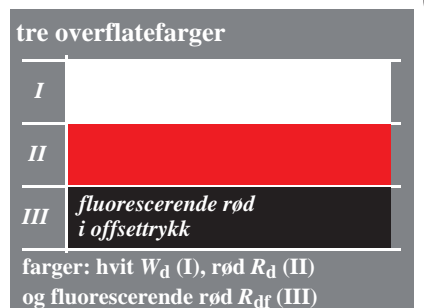 tre overflatefarger
I
II
III
fluorescerende rød
i offsettrykk
farger: hvit Wd (I), rød Rd (II)
og fluorescerende rød Rdf (III)